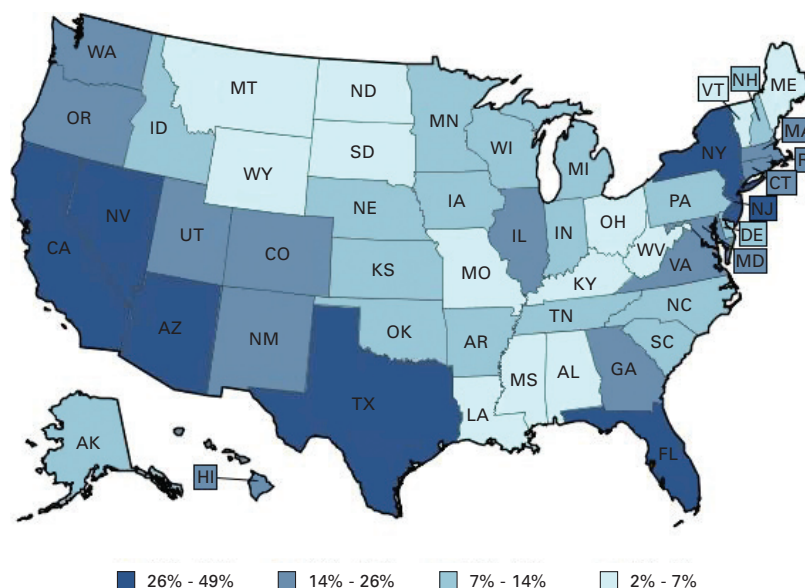 WA
MT
ND
MN
VT
NH
ME
OR
ID
WY
SD
WI
MI
NY
MA
CT
NJ
NV
CA
UT
CO
NE
IA
IL
IN
OH
PA
DE
MD
WV
VA
KS
MO
KY
AZ
NM
OK
AR
TN
NC
SC
TX
LA
MS
AL
GA
FL
AK
HI
26% - 49%
14% - 26%
7% - 14%
2% - 7%